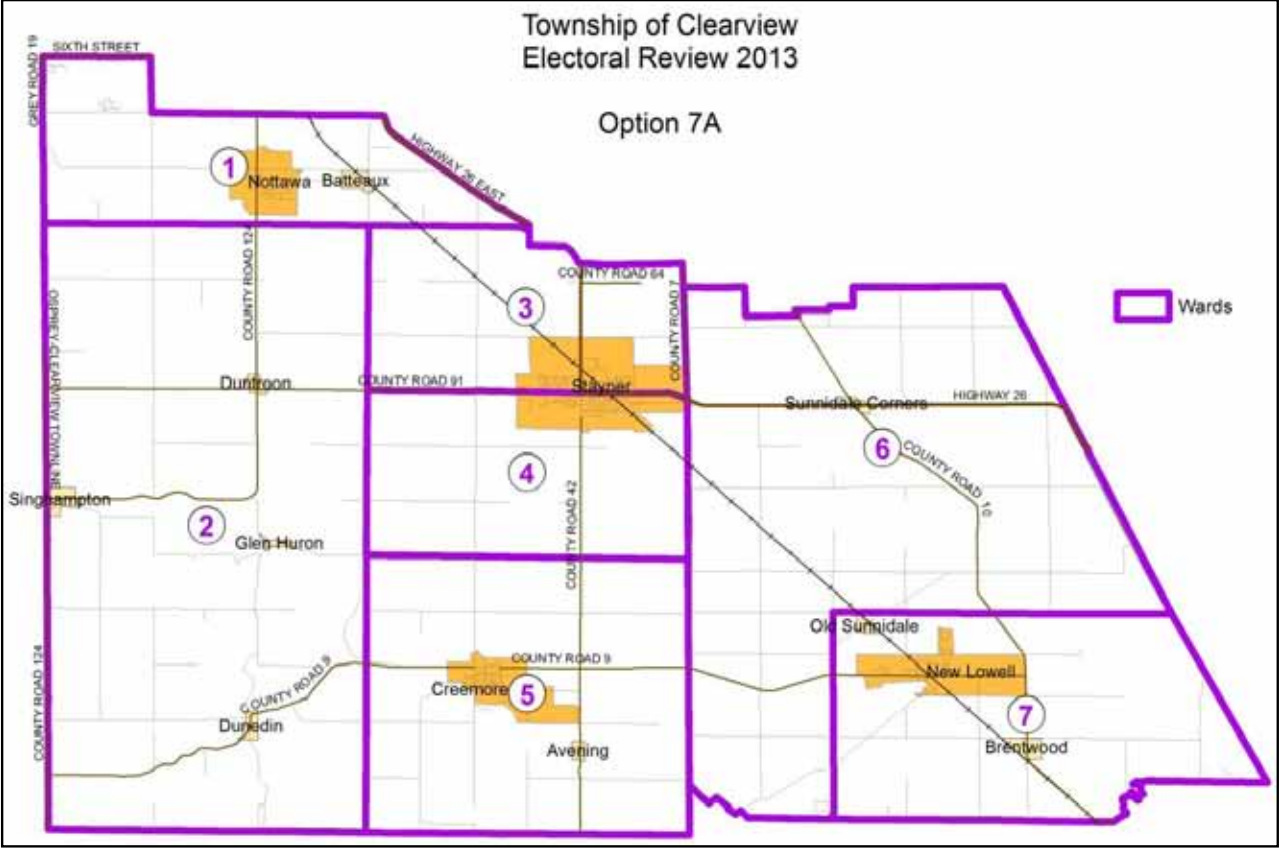 Township of Clearview
Electoral Review 2013
Option 7A
SIXTH STREET
GREY ROAD 19
HIGHWAY 26 EAST
1
Nottawa
Batteaux
COUNTY ROAD 124
OSPREY-CLEARVIEW TOWNLINE
COUNTY ROAD 64
COUNTY ROAD 7
3
Wards
Duntroon
COUNTY ROAD 91
Stayner
Sunnidale Corners
HIGHWAY 26
6
COUNTY ROAD 10
4
Singhampton
2
Glen Huron
COUNTY ROAD 42
Old Sunnidale
COUNTY ROAD 9
COUNTY ROAD 9
New Lowell
Creemore
5
COUNTY ROAD 124
Dunedin
7
Avening
Brentwood